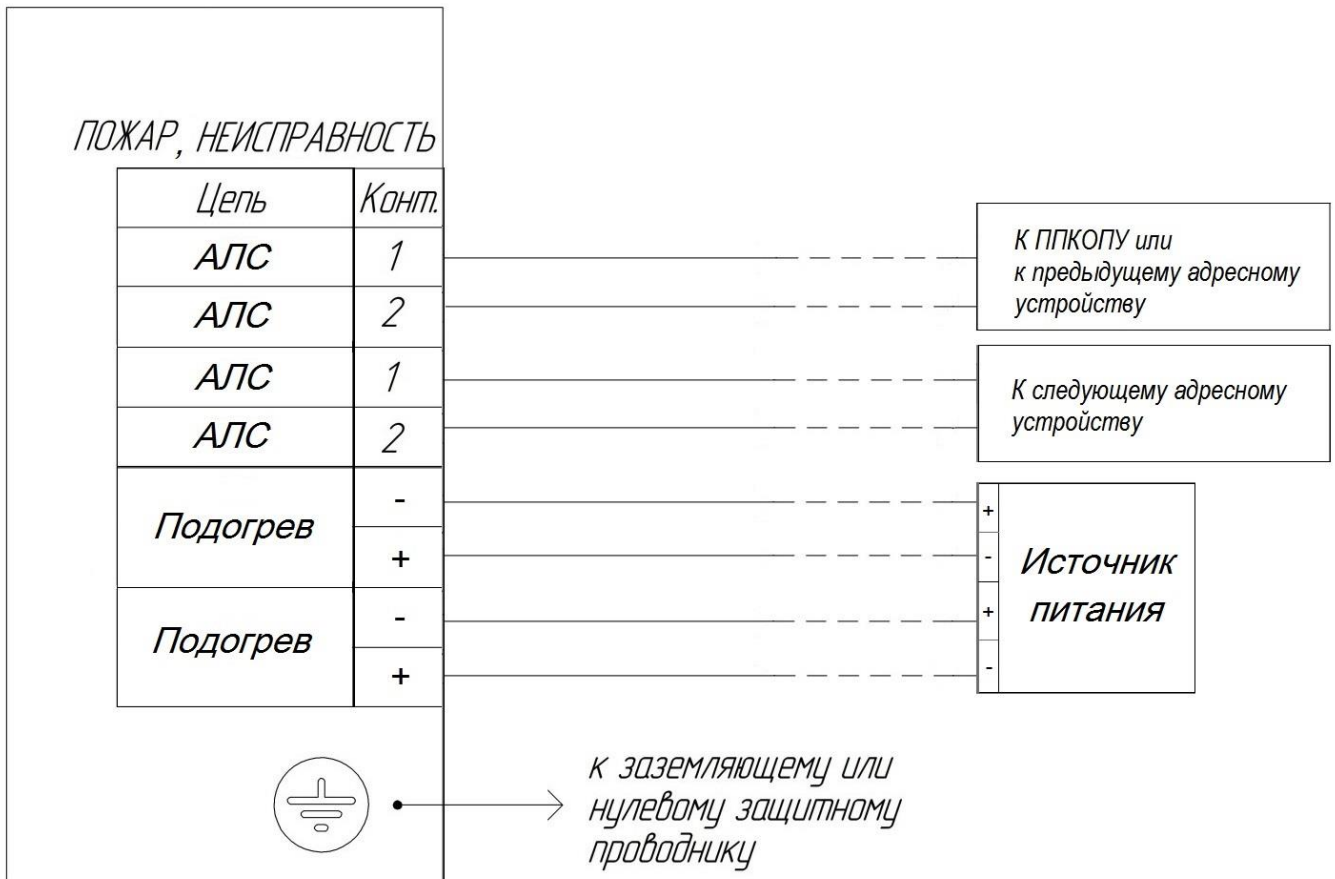 ПОЖАР, НЕИСПРАВНОСТЬ
Цепь Конт.
АЛС 1
АЛС 2
АЛС 1
АЛС 2
Подогрев
-
+
Подогрев
-
+
К ППКОПУ или
к предыдущему адресному
устройству
К следующему адресному
устройству
+
-
+
-
Источник
питания
к заземляющему или
нулевому защитному
проводнику